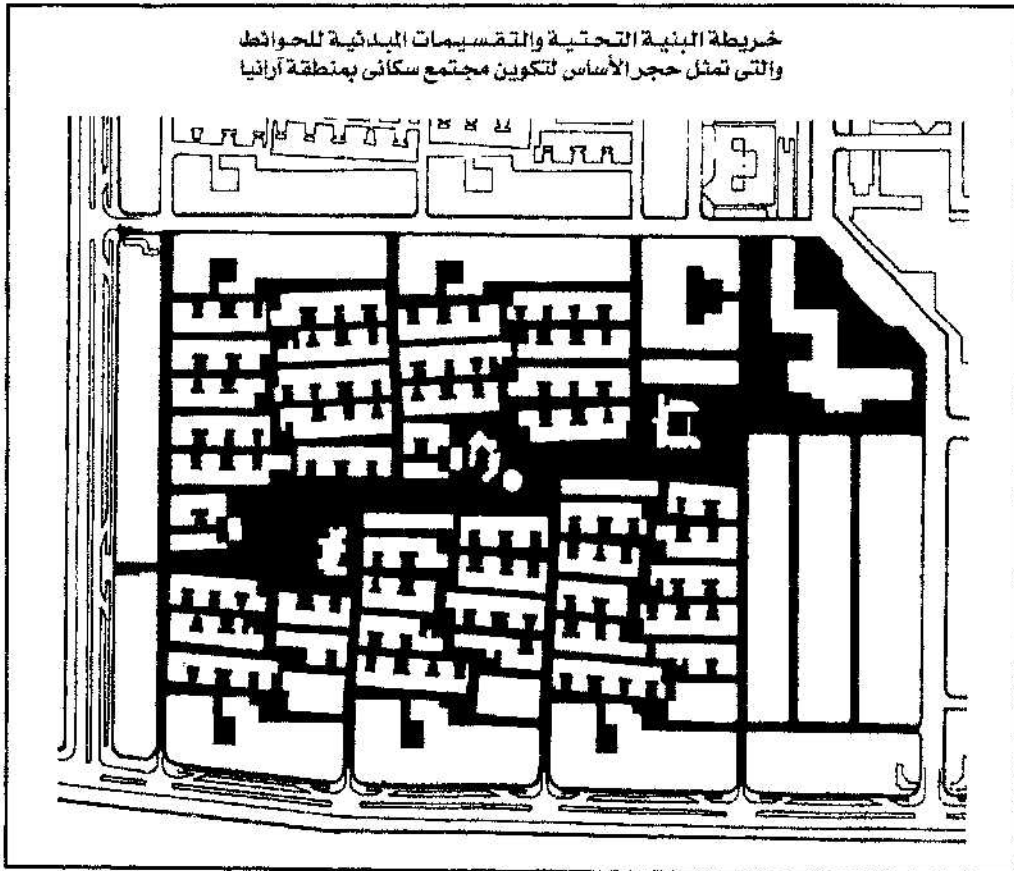 خريطة البنية التحتية والتقسيمات المبدئية للحوائط
والتى تمثل حجر الأساس لتكوين مجتمع سكانى بمنطقة آرانيا